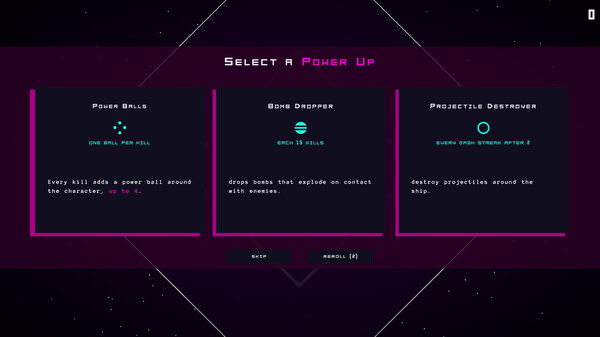 0
Select a Power Up
Power Balls
one ball per kill
Every kill adds a power ball around
the character, up to 4.
Bomb Dropper
each 15 kills
drops bombs that explode on contact
with enemies.
Projectile Destroyer
every dash streak after 2
destroy projectiles around the
ship.
skip
reroll [2]